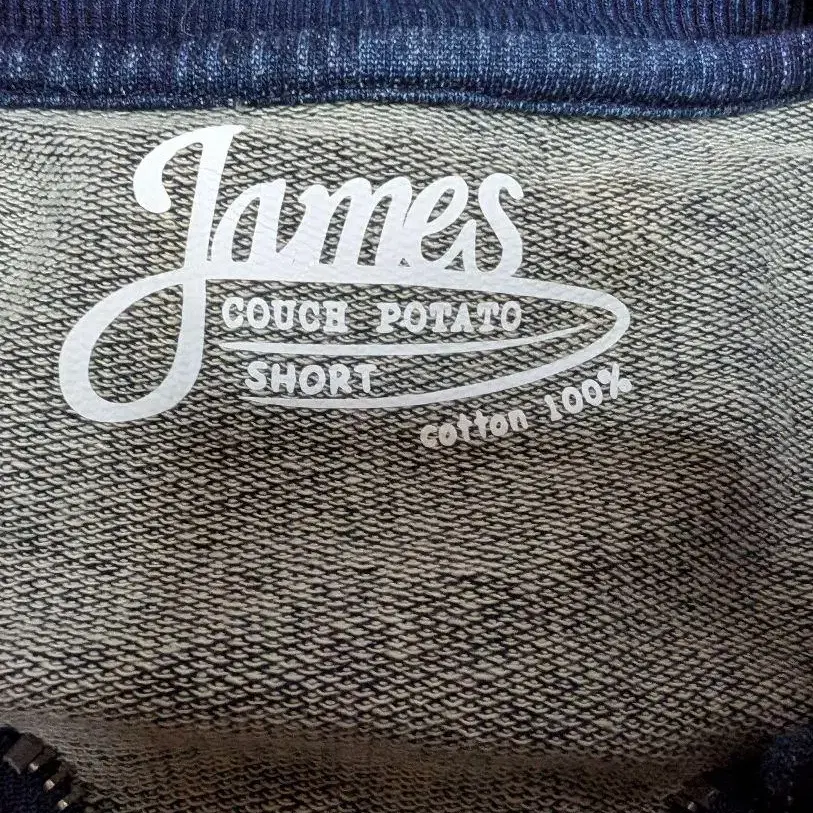 James
COUCH POTATO
SHORT
cotton 100%